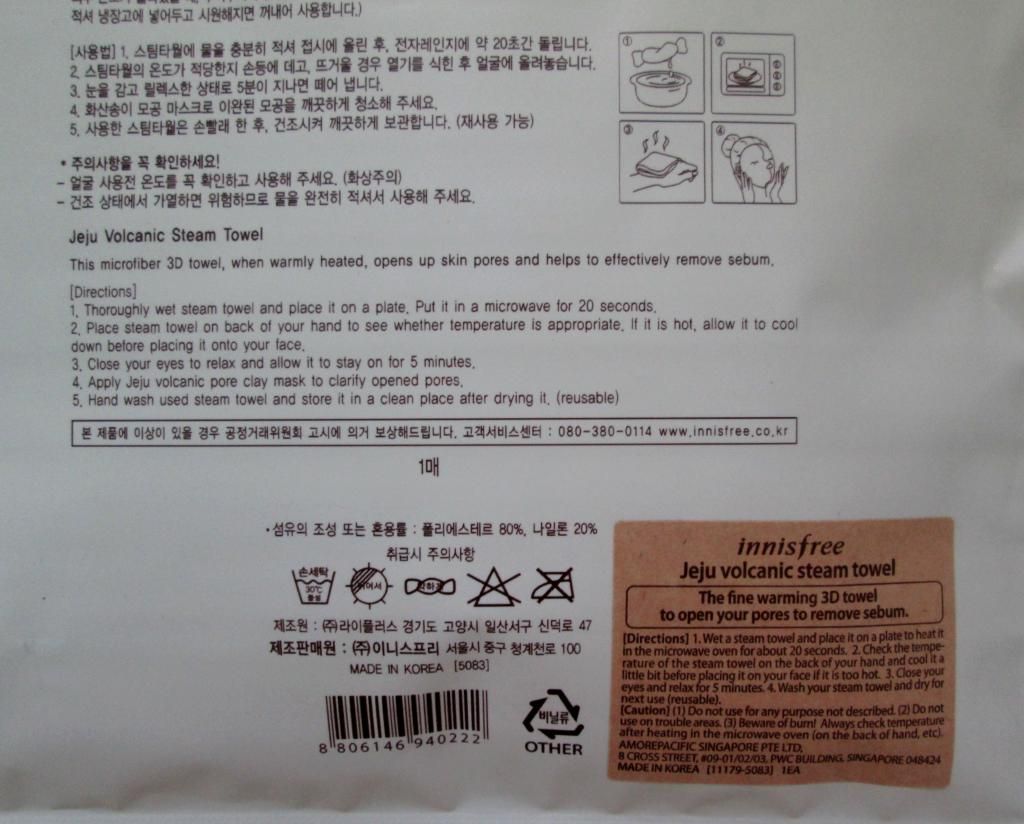 적셔 냉장고에 넣어두고 시원해지면 꺼내어 사용합니다.)
[사용법] 1. 스팀타월에 물을 충분히 적셔 접시에 올린 후, 전자레인지에 약 20초간 돌립니다.
2. 스팀타월의 온도가 적당한지 손등에 데고, 뜨거울 경우 열기를 식힌 후 얼굴에 올려놓습니다.
3. 눈을 감고 릴렉스한 상태로 5분이 지나면 떼어 냅니다.
4. 화산송이 모공 마스크로 이완된 모공을 깨끗하게 청소해 주세요.
5. 사용한 스팀타월은 손빨래 한 후, 건조시켜 깨끗하게 보관합니다. (재사용 가능)
① ②
③ ④
• 주의사항을 꼭 확인하세요!
- 얼굴 사용전 온도를 꼭 확인하고 사용해 주세요. (화상주의)
- 건조 상태에서 가열하면 위험하므로 물을 완전히 적셔서 사용해 주세요.
Jeju Volcanic Steam Towel
This microfiber 3D towel, when warmly heated, opens up skin pores and helps to effectively remove sebum.
[Directions]
1. Thoroughly wet steam towel and place it on a plate. Put it in a microwave for 20 seconds.
2. Place steam towel on back of your hand to see whether temperature is appropriate. If it is hot, allow it to cool
down before placing it onto your face.
3. Close your eyes to relax and allow it to stay on for 5 minutes.
4. Apply Jeju volcanic pore clay mask to clarify opened pores.
5. Hand wash used steam towel and store it in a clean place after drying it. (reusable)
본 제품에 이상이 있을 경우 공정거래위원회 고시에 의거 보상해드립니다. 고객서비스센터 : 080-380-0114 www.innisfree.co.kr
1매
• 섬유의 조성 또는 혼용률 : 폴리에스테르 80%, 나일론 20%
취급시 주의사항
손세탁
30℃
중성
뉘어서
약하게
제조원 : (주)라이플러스 경기도 고양시 일산서구 신덕로 47
제조판매원 : (주)이니스프리 서울시 중구 청계천로 100
MADE IN KOREA [5083]
8 806146 940222
비닐류
OTHER
innisfree
Jeju volcanic steam towel
The fine warming 3D towel
to open your pores to remove sebum.
[Directions] 1. Wet a steam towel and place it on a plate to heat it
in the microwave oven for about 20 seconds. 2. Check the tempe-
rature of the steam towel on the back of your hand and cool it a
little bit before placing it on your face if it is too hot. 3. Close your
eyes and relax for 5 minutes. 4. Wash your steam towel and dry for
next use (reusable).
[Caution] (1) Do not use for any purpose not described. (2) Do not
use on trouble areas. (3) Beware of burn! Always check temperature
after heating in the microwave oven (on the back of hand, etc).
AMOREPACIFIC SINGAPORE PTE LTD,
8 CROSS STREET, #09-01/02/03, PWC BUILDING, SINGAPORE 048424
MADE IN KOREA [11179-5083] 1EA